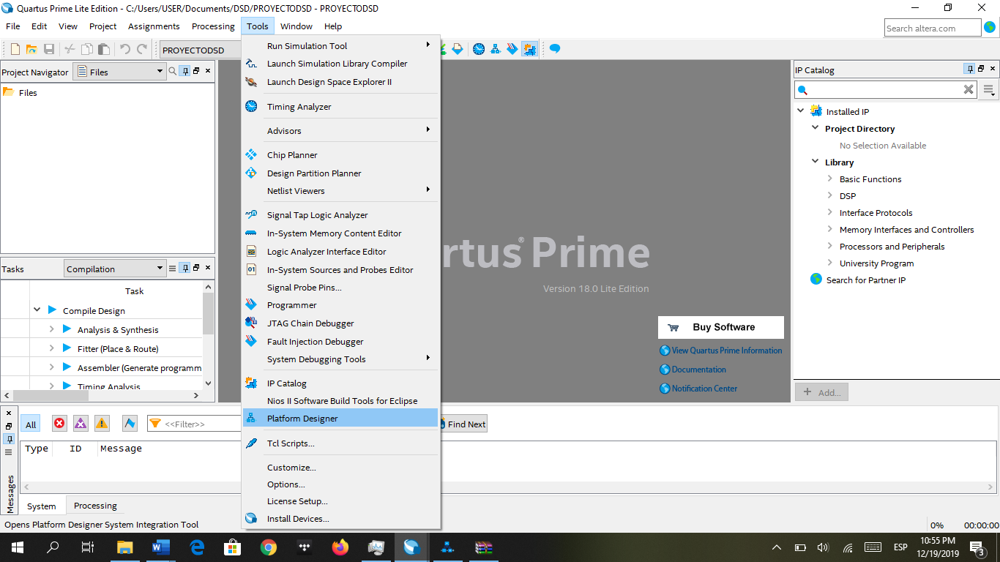 Quartus Prime Lite Edition - C:/Users/USER/Documents/DSD/PROYECTODSD - PROYECTODSD
File Edit View Project Assignments Processing Tools Window Help
Search altera.com
PROYECTODSD
Project Navigator Files
Files
Run Simulation Tool
Launch Simulation Library Compiler
Launch Design Space Explorer II
Timing Analyzer
Advisors
Chip Planner
Design Partition Planner
Netlist Viewers
Signal Tap Logic Analyzer
In-System Memory Content Editor
Logic Analyzer Interface Editor
In-System Sources and Probes Editor
Signal Probe Pins...
Programmer
JTAG Chain Debugger
Fault Injection Debugger
System Debugging Tools
IP Catalog
Nios II Software Build Tools for Eclipse
Platform Designer
Tcl Scripts...
Customize...
Options...
License Setup...
Install Devices...
IP Catalog
Installed IP
Project Directory
No Selection Available
Library
Basic Functions
DSP
Interface Protocols
Memory Interfaces and Controllers
Processors and Peripherals
University Program
Search for Partner IP
Add...
rtus® Prime
Version 18.0 Lite Edition
Buy Software
View Quartus Prime Information
Documentation
Notification Center
Tasks Compilation
Task
Compile Design
Analysis & Synthesis
Fitter (Place & Route)
Assembler (Generate programm
Timing Analysis
All <<Filter>> Find Next
Type ID Message
Messages
System Processing
Opens Platform Designer System Integration Tool
0% 00:00:00
ESP
10:55 PM
12/19/2019
3